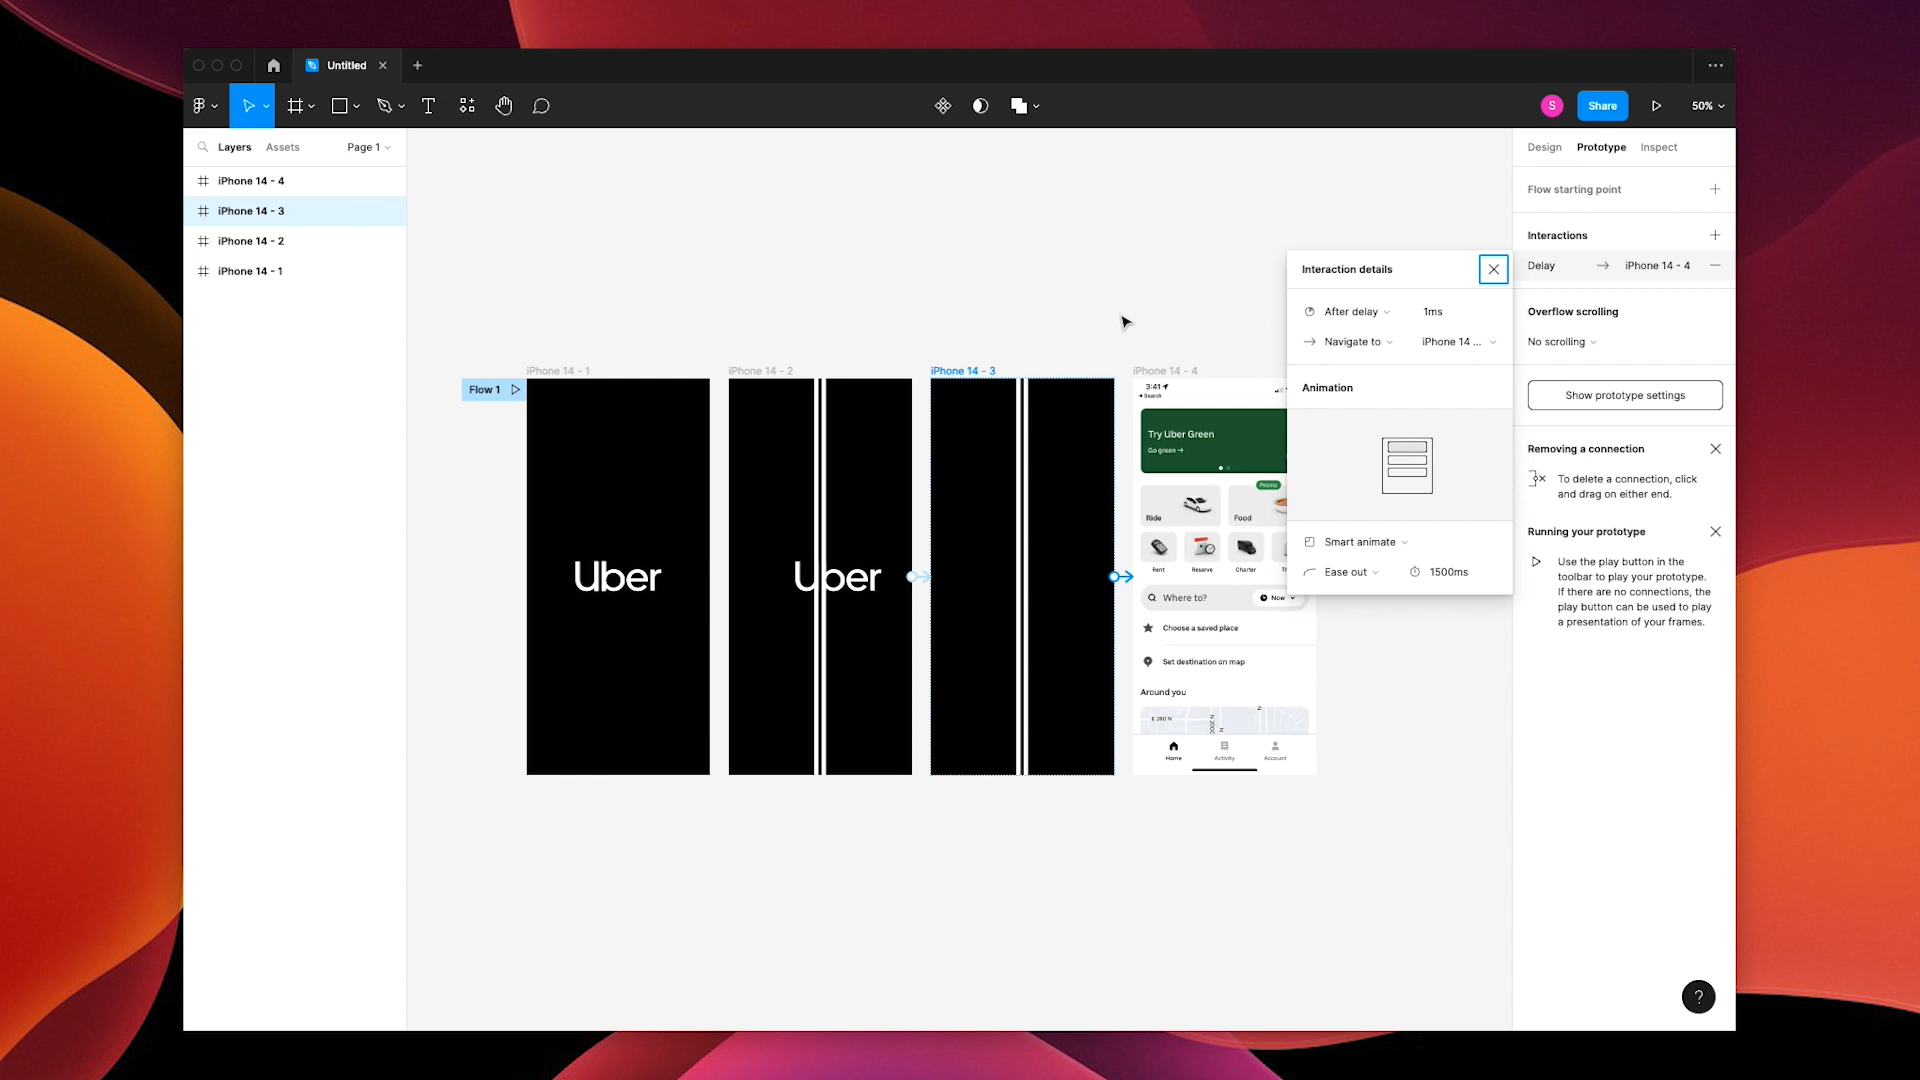 Untitled
S
Share
50%
Layers
Assets
Page 1
iPhone 14 - 4
iPhone 14 - 3
iPhone 14 - 2
iPhone 14 - 1
Design
Prototype
Inspect
Flow starting point
Interactions
Delay
iPhone 14 - 4
Overflow scrolling
No scrolling
Show prototype settings
Removing a connection
To delete a connection, click
and drag on either end.
Running your prototype
Use the play button in the
toolbar to play your prototype.
If there are no connections, the
play button can be used to play
a presentation of your frames.
?
Interaction details
After delay
1ms
Navigate to
iPhone 14 ...
Animation
Smart animate
Ease out
1500ms
Flow 1
iPhone 14 - 1
Uber
iPhone 14 - 2
Uber
iPhone 14 - 3
iPhone 14 - 4
3:41
Search
Try Uber Green
Go green
Ride
Promo
Food
Rent
Reserve
Charter
Where to?
Now
Choose a saved place
Set destination on map
Around you
E 280 N
Home
Activity
Account